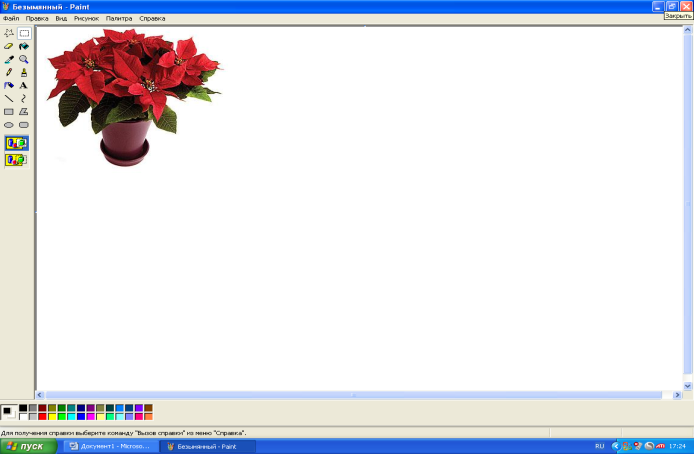 Безымянный - Paint
Файл Правка Вид Рисунок Палитра Справка
Закрыть
A
Для получения справки выберите команду "Вызов справки" из меню "Справка".
пуск
Документ1 - Microso...
Безымянный - Paint
RU
17:24